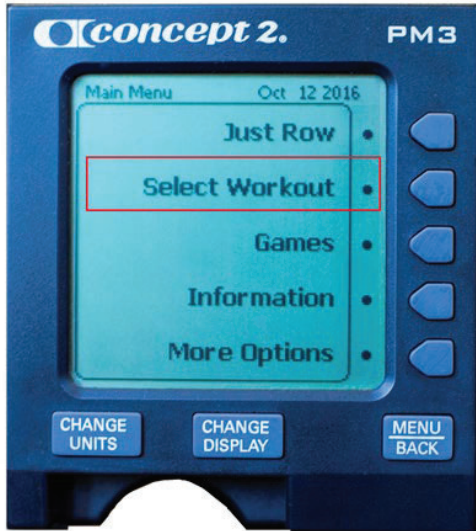 concept 2.
PM3
Main Menu Oct 12 2016
Just Row
Select Workout
Games
Information
More Options
CHANGE
UNITS
CHANGE
DISPLAY
MENU
BACK